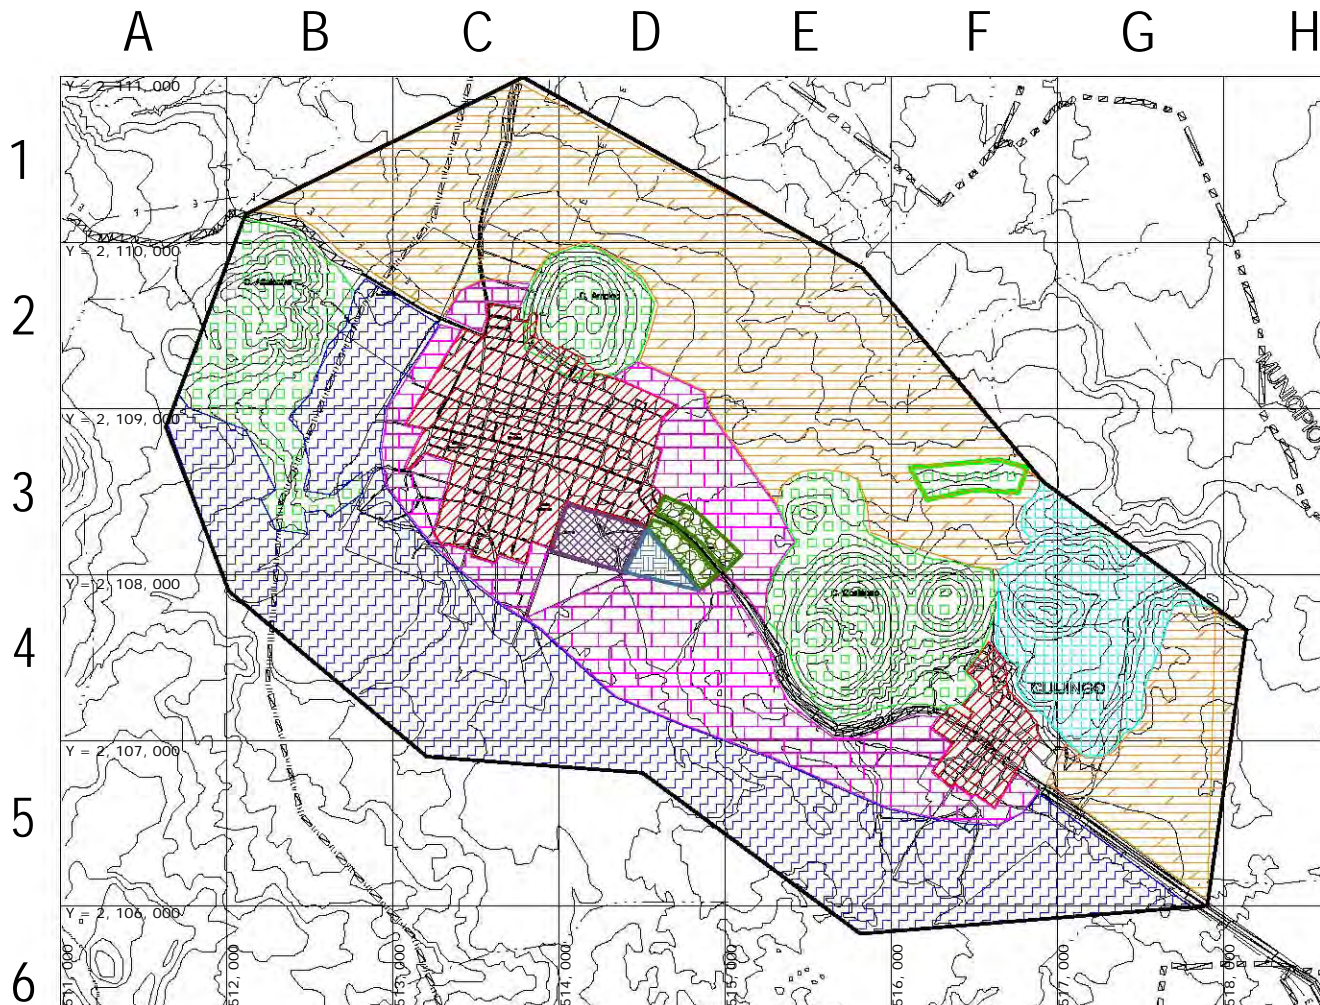 A B C D E F G H
1
Y = 2, 111, 000
Y = 2, 110, 000
2
MUNICIPIO
Y = 2, 109, 000
3
Y = 2, 108, 000
4
CUIJINGO
Y = 2, 107, 000
5
Y = 2, 106, 000
6
511, 000
512, 000
513, 000
514, 000
515, 000
516, 000
517, 000
518, 000